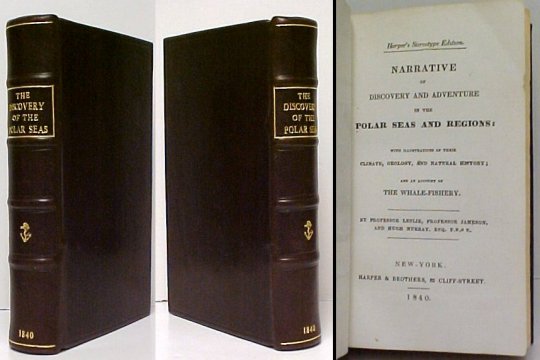 THE
DISCOVERY
OF THE
POLAR SEAS
1840
THE
DISCOVERY
OF THE
POLAR SEAS
1840
Harper's Stereotype Edition.
NARRATIVE
OF
DISCOVERY AND ADVENTURE
IN THE
POLAR SEAS AND REGIONS:
WITH ILLUSTRATIONS OF THEIR
CLIMATE, GEOLOGY, AND NATURAL HISTORY;
AND AN ACCOUNT OF
THE WHALE-FISHERY.
BY PROFESSOR LESLIE, PROFESSOR JAMESON,
AND HUGH MURRAY, ESQ. F.R.S.E.
NEW-YORK.
HARPER & BROTHERS, 82 CLIFF-STREET.
1840.